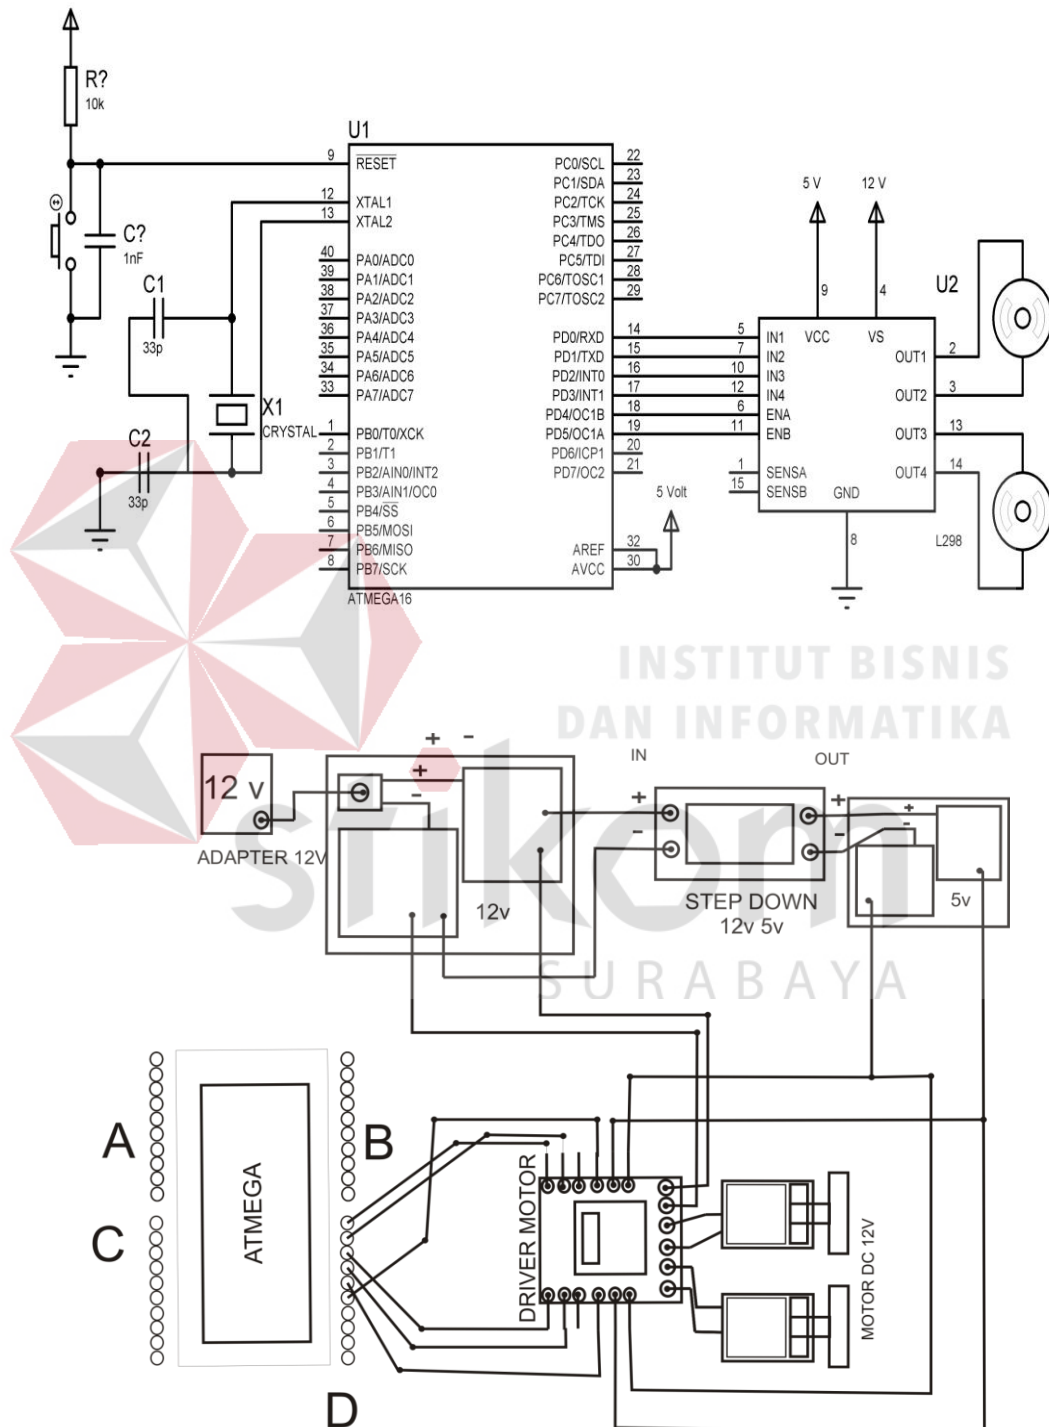 R?
10k
U1
9
RESET
12
XTAL1
13
XTAL2
C?
1nF
C1
33p
X1
CRYSTAL
C2
33p
40
PA0/ADC0
39
PA1/ADC1
38
PA2/ADC2
37
PA3/ADC3
36
PA4/ADC4
35
PA5/ADC5
34
PA6/ADC6
33
PA7/ADC7
1
PB0/T0/XCK
2
PB1/T1
3
PB2/AIN0/INT2
4
PB3/AIN1/OC0
5
PB4/SS
6
PB5/MOSI
7
PB6/MISO
8
PB7/SCK
ATMEGA16
PC0/SCL
22
PC1/SDA
23
PC2/TCK
24
PC3/TMS
25
PC4/TDO
26
PC5/TDI
27
PC6/TOSC1
28
PC7/TOSC2
29
PD0/RXD
14
PD1/TXD
15
PD2/INT0
16
PD3/INT1
17
PD4/OC1B
18
PD5/OC1A
19
PD6/ICP1
20
PD7/OC2
21
AREF
32
AVCC
30
5 Volt
5 V
12 V
9
4
U2
5
IN1
VCC
VS
7
IN2
OUT1
2
10
IN3
12
IN4
OUT2
3
6
ENA
11
ENB
OUT3
13
1
SENSA
OUT4
14
15
SENSB
GND
8
L298
INSTITUT BISNIS
DAN INFORMATIKA
stikom
SURABAYA
12 v
ADAPTER 12V
+ -
+
-
12v
IN
OUT
+
-
+
-
STEP DOWN
12v 5v
+
-
5v
A
B
C
D
ATMEGA
DRIVER MOTOR
MOTOR DC 12V